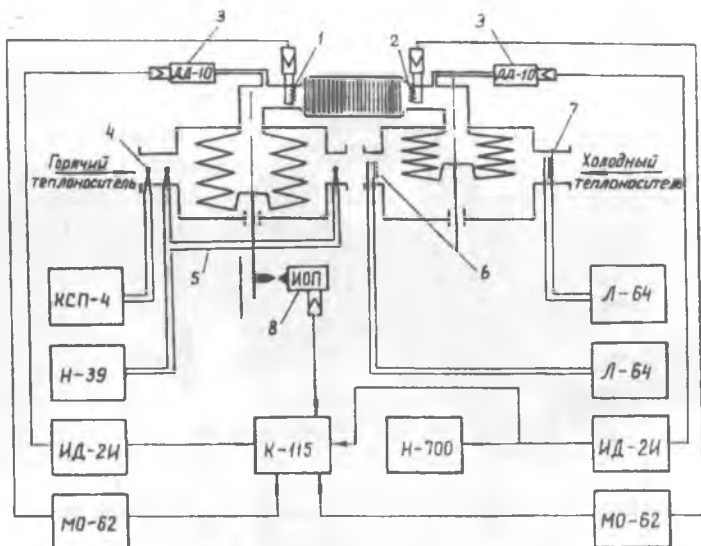 3
1
2
3
ДД-10
ДД-10
4
7
Горячий
теплоноситель
Холодный
теплоноситель
5
6
ИОП
8
КСП-4
Л-64
Н-39
Л-64
ИД-2И
К-115
Н-700
ИД-2И
МО-62
МО-62